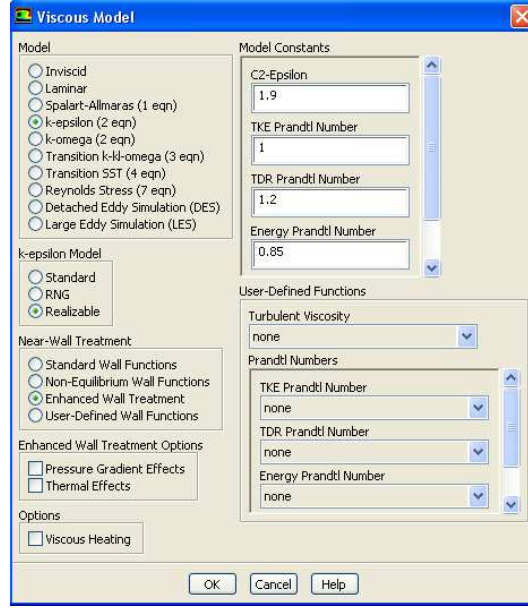 Viscous Model
Model
Inviscid
Laminar
Spalart-Allmaras (1 eqn)
k-epsilon (2 eqn)
k-omega (2 eqn)
Transition k-kl-omega (3 eqn)
Transition SST (4 eqn)
Reynolds Stress (7 eqn)
Detached Eddy Simulation (DES)
Large Eddy Simulation (LES)
k-epsilon Model
Standard
RNG
Realizable
Near-Wall Treatment
Standard Wall Functions
Non-Equilibrium Wall Functions
Enhanced Wall Treatment
User-Defined Wall Functions
Enhanced Wall Treatment Options
Pressure Gradient Effects
Thermal Effects
Options
Viscous Heating
Model Constants
C2-Epsilon
1.9
TKE Prandtl Number
1
TDR Prandtl Number
1.2
Energy Prandtl Number
0.85
User-Defined Functions
Turbulent Viscosity
none
Prandtl Numbers
TKE Prandtl Number
none
TDR Prandtl Number
none
Energy Prandtl Number
none
OK Cancel Help